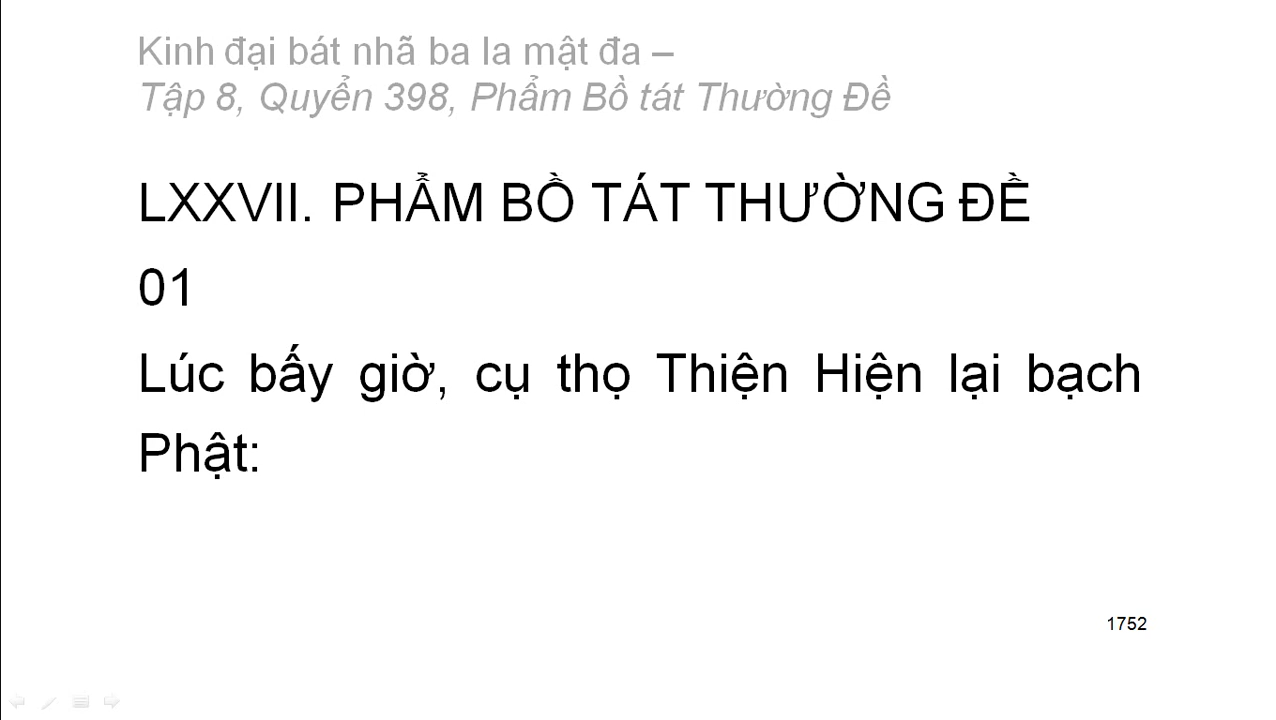 Kinh đại bát nhã ba la mật đa –
Tập 8, Quyển 398, Phẩm Bồ tát Thường Đề
LXXVII. PHẨM BỒ TÁT THƯỜNG ĐỀ
01
Lúc bấy giờ, cụ thọ Thiện Hiện lại bạch
Phật:
1752